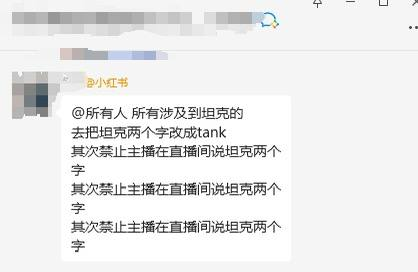 @小红书
@所有人 所有涉及到坦克的
去把坦克两个字改成tank
其次禁止主播在直播间说坦克两个
字
其次禁止主播在直播间说坦克两个
字
其次禁止主播在直播间说坦克两个
字